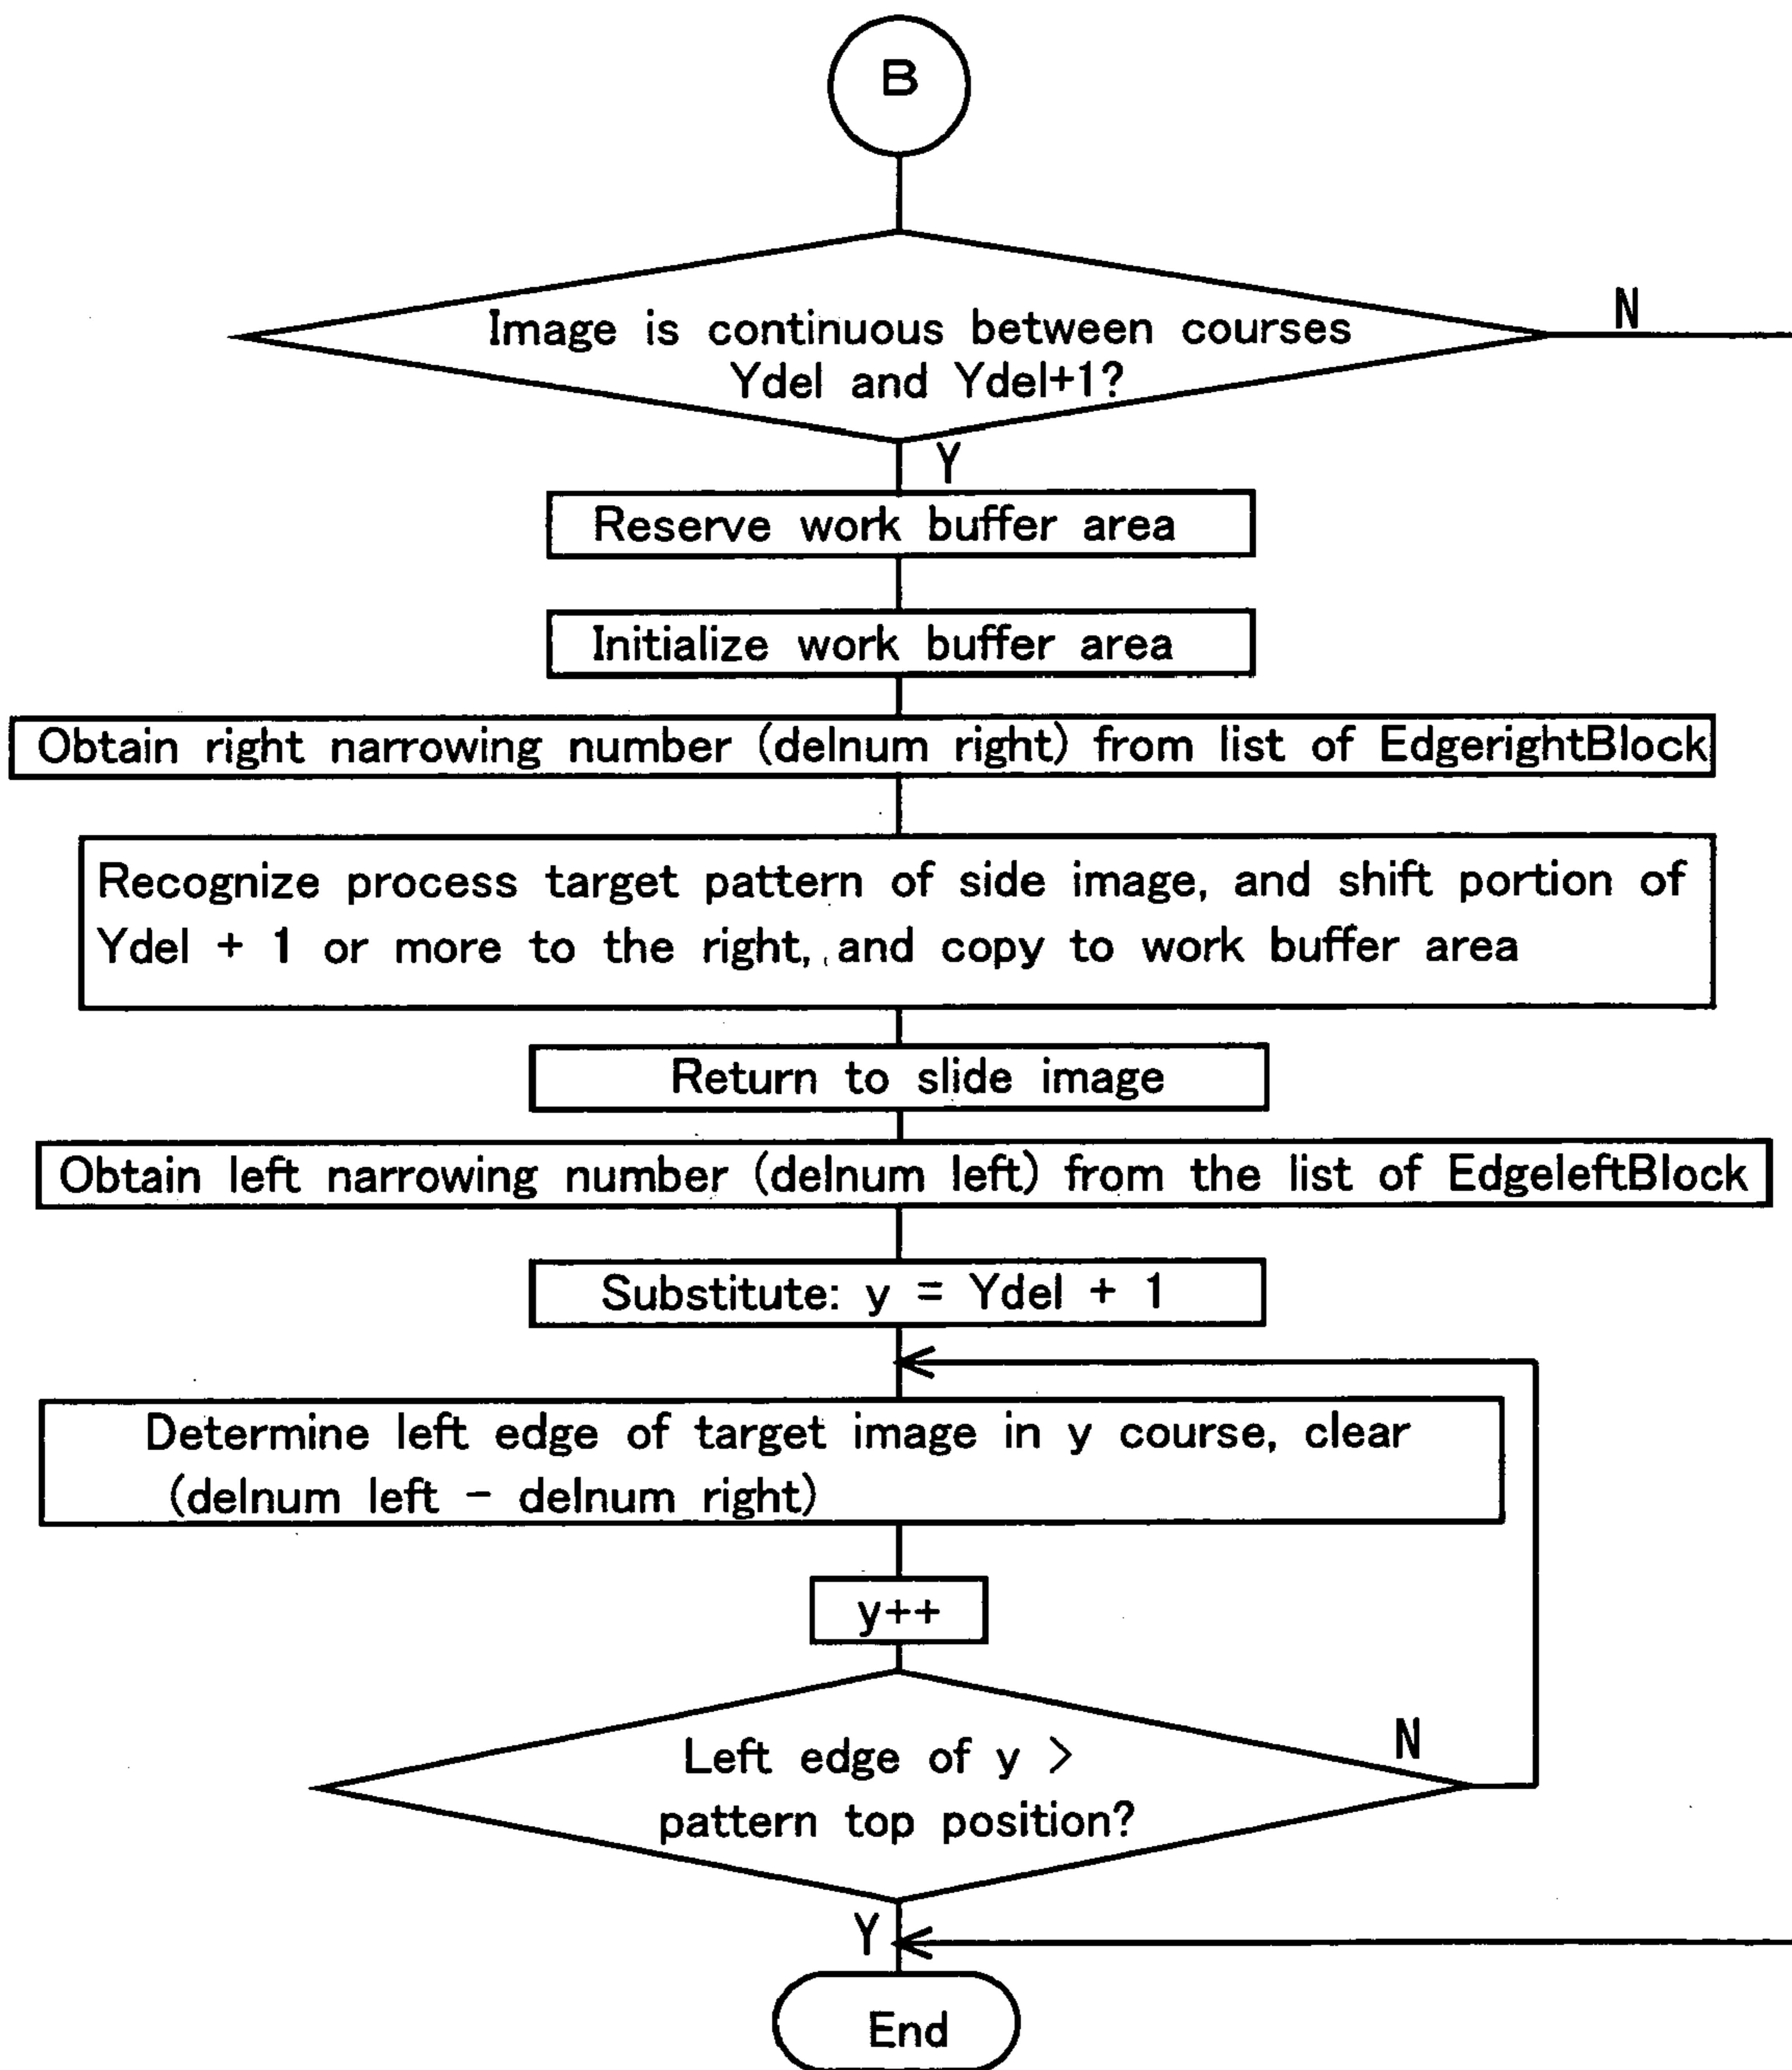 B
Image is continuous between courses
Ydel and Ydel+1?
N
Y
Reserve work buffer area
Initialize work buffer area
Obtain right narrowing number (delnum right) from list of EdgerightBlock
Recognize process target pattern of side image, and shift portion of
Ydel + 1 or more to the right, and copy to work buffer area
Return to slide image
Obtain left narrowing number (delnum left) from the list of EdgeleftBlock
Substitute: y = Ydel + 1
Determine left edge of target image in y course, clear
(delnum left - delnum right)
y++
Left edge of y >
pattern top position?
N
Y
End